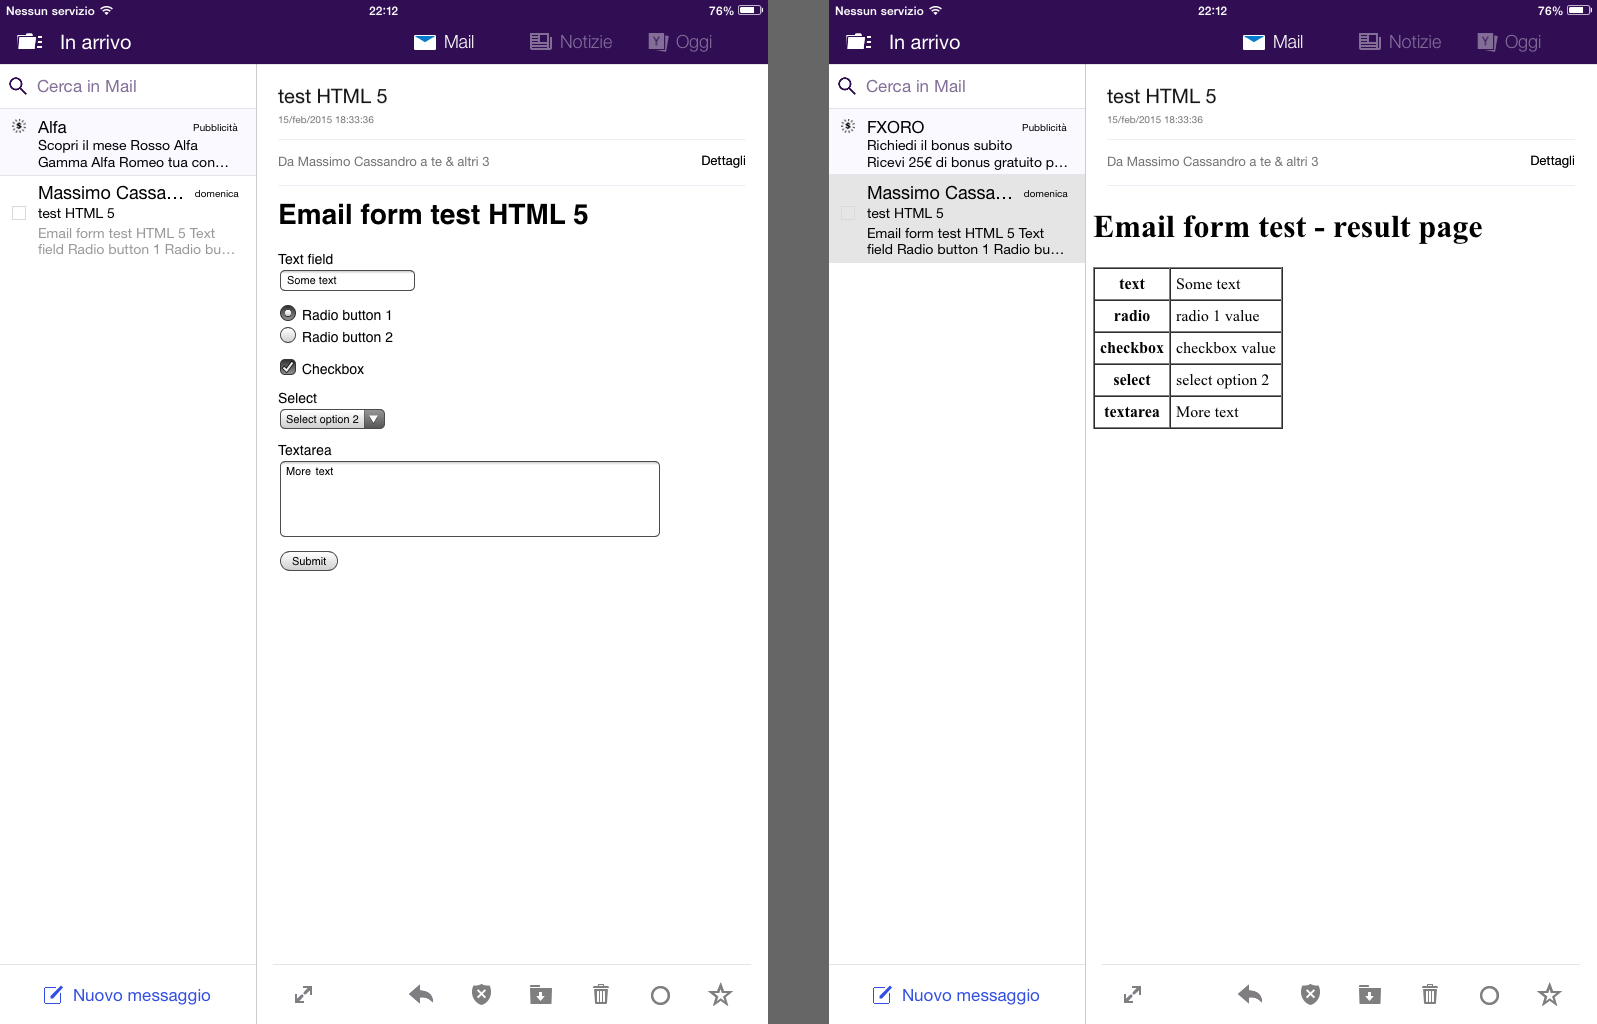 Nessun servizio 22:12 76%
In arrivo Mail Notizie Oggi
Cerca in Mail
Alfa Pubblicità
Scopri il mese Rosso Alfa
Gamma Alfa Romeo tua con...
Massimo Cassa... domenica
test HTML 5
Email form test HTML 5 Text
field Radio button 1 Radio bu...
test HTML 5
15/feb/2015 18:33:36
Da Massimo Cassandro a te & altri 3 Dettagli
Email form test HTML 5
Text field
Some text
Radio button 1
Radio button 2
Checkbox
Select
Select option 2
Textarea
More text
Submit
Nuovo messaggio
Nessun servizio 22:12 76%
In arrivo Mail Notizie Oggi
Cerca in Mail
FXORO Pubblicità
Richiedi il bonus subito
Ricevi 25€ di bonus gratuito p...
Massimo Cassa... domenica
test HTML 5
Email form test HTML 5 Text
field Radio button 1 Radio bu...
test HTML 5
15/feb/2015 18:33:36
Da Massimo Cassandro a te & altri 3 Dettagli
Email form test - result page
text Some text
radio radio 1 value
checkbox checkbox value
select select option 2
textarea More text
Nuovo messaggio